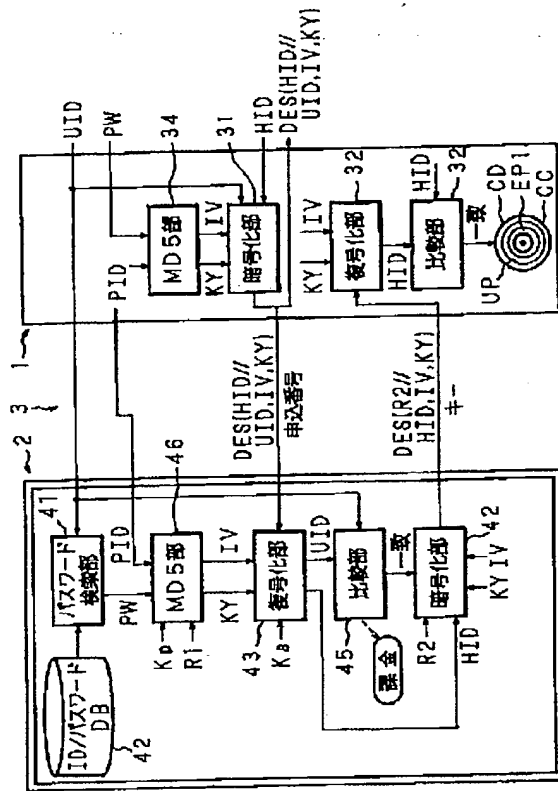 2
3
1
ID/パスワード
DB
42
41
パスワード
検索部
PID
PW
46
MD5部
Kp
R1
KY
IV
43
復号化部
Ka
UID
45
比較部
課金
一致
R2
暗号化部
42
HID
KY
IV
DES(HID//
UID,IV,KY)
申込番号
DES(R2//
HID,IV,KY)
キー
UID
PW
PID
MD5部
34
KY
IV
暗号化部
31
HID
DES(HID//
UID,IV,KY)
KY
IV
復号化部
32
HID
HID
比較部
32
一致
UP
CD
EP1
CC